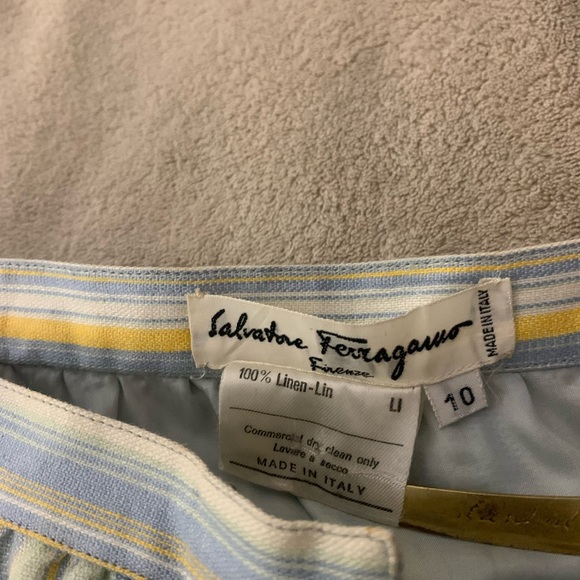 Salvatore Ferragamo
Firenze
MADE IN ITALY
100% Linen-Lin
LI
10
Commercial dry clean only
Lavare a secco
MADE IN ITALY